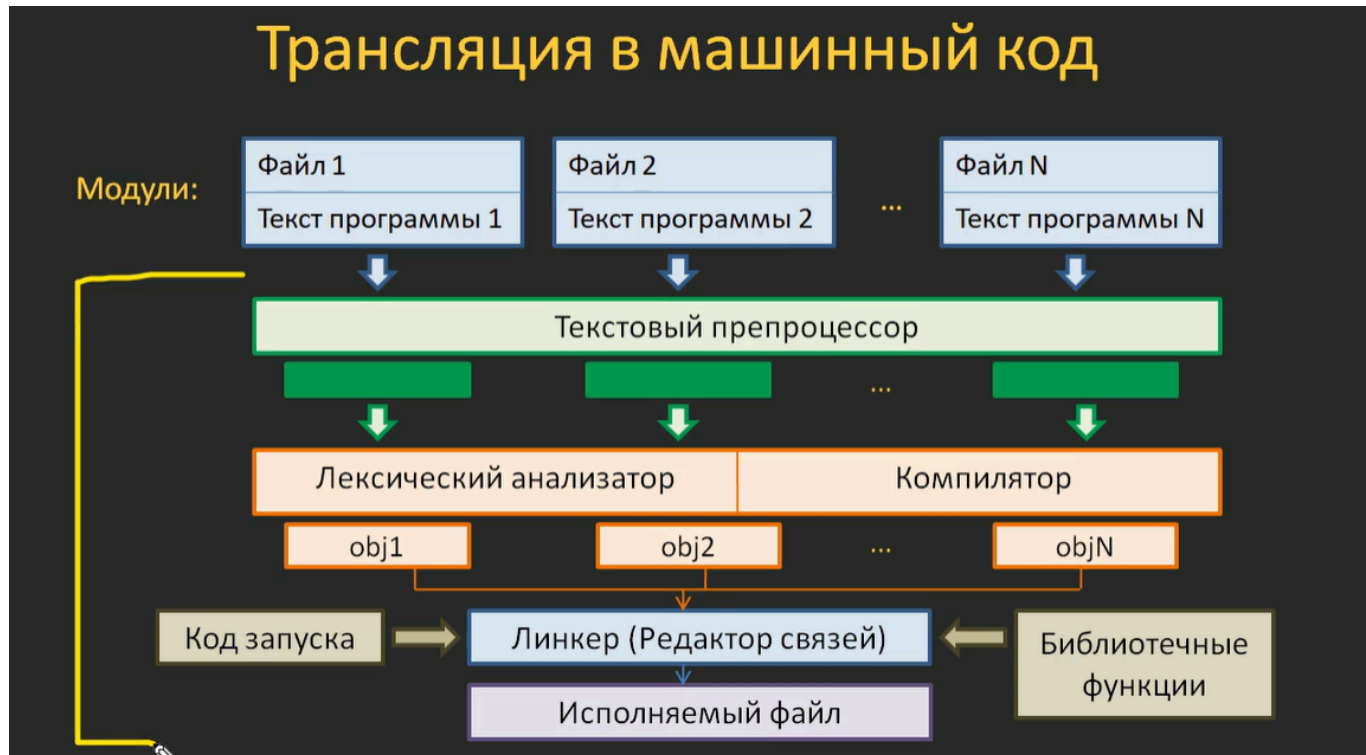 Трансляция в машинный код
Модули:
Файл 1
Текст программы 1
Файл 2
Текст программы 2
...
Файл N
Текст программы N
Текстовый препроцессор
...
Лексический анализатор
Компилятор
obj1
obj2
...
objN
Код запуска
Линкер (Редактор связей)
Библиотечные
функции
Исполняемый файл